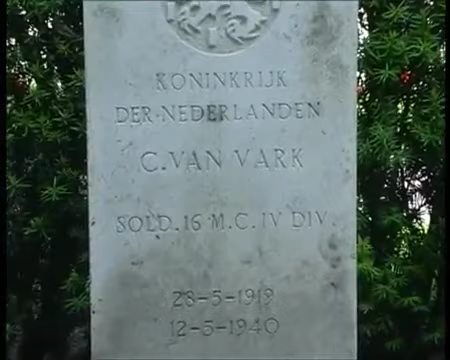 KONINKRIJK
DER·NEDERLANDEN
C.VAN VARK
SOLD.16 M.C.IV DIV.
28-5-1919
12-5-1940